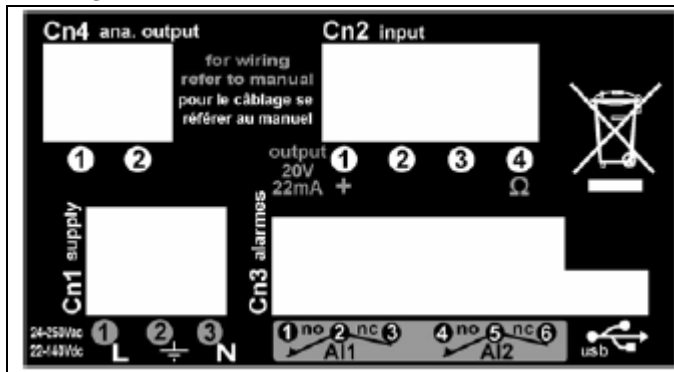 Cn4 ana. output
Cn2 input
for wiring
refer to manual
pour le câblage se
référer au manuel
1 2
output 1 2 3 4
20V
22mA + Ω
Cn1 supply
Cn3 alarmes
24-250Vac 1 2 3
22-140Vdc L N
1 no 2 nc 3 4 no 5 nc 6
Al1 Al2
usb